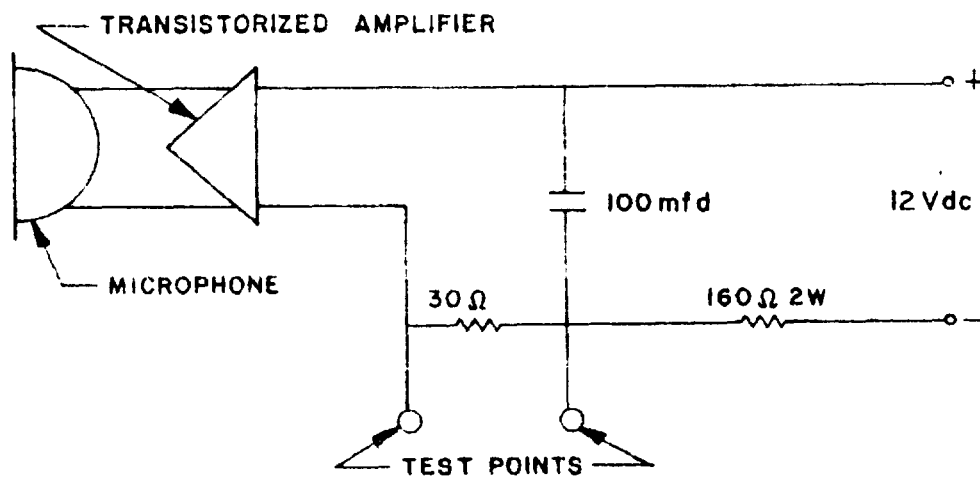 TRANSISTORIZED AMPLIFIER
+
100 mfd
12 Vdc
MICROPHONE
30 Ω
160 Ω 2W
−
TEST POINTS